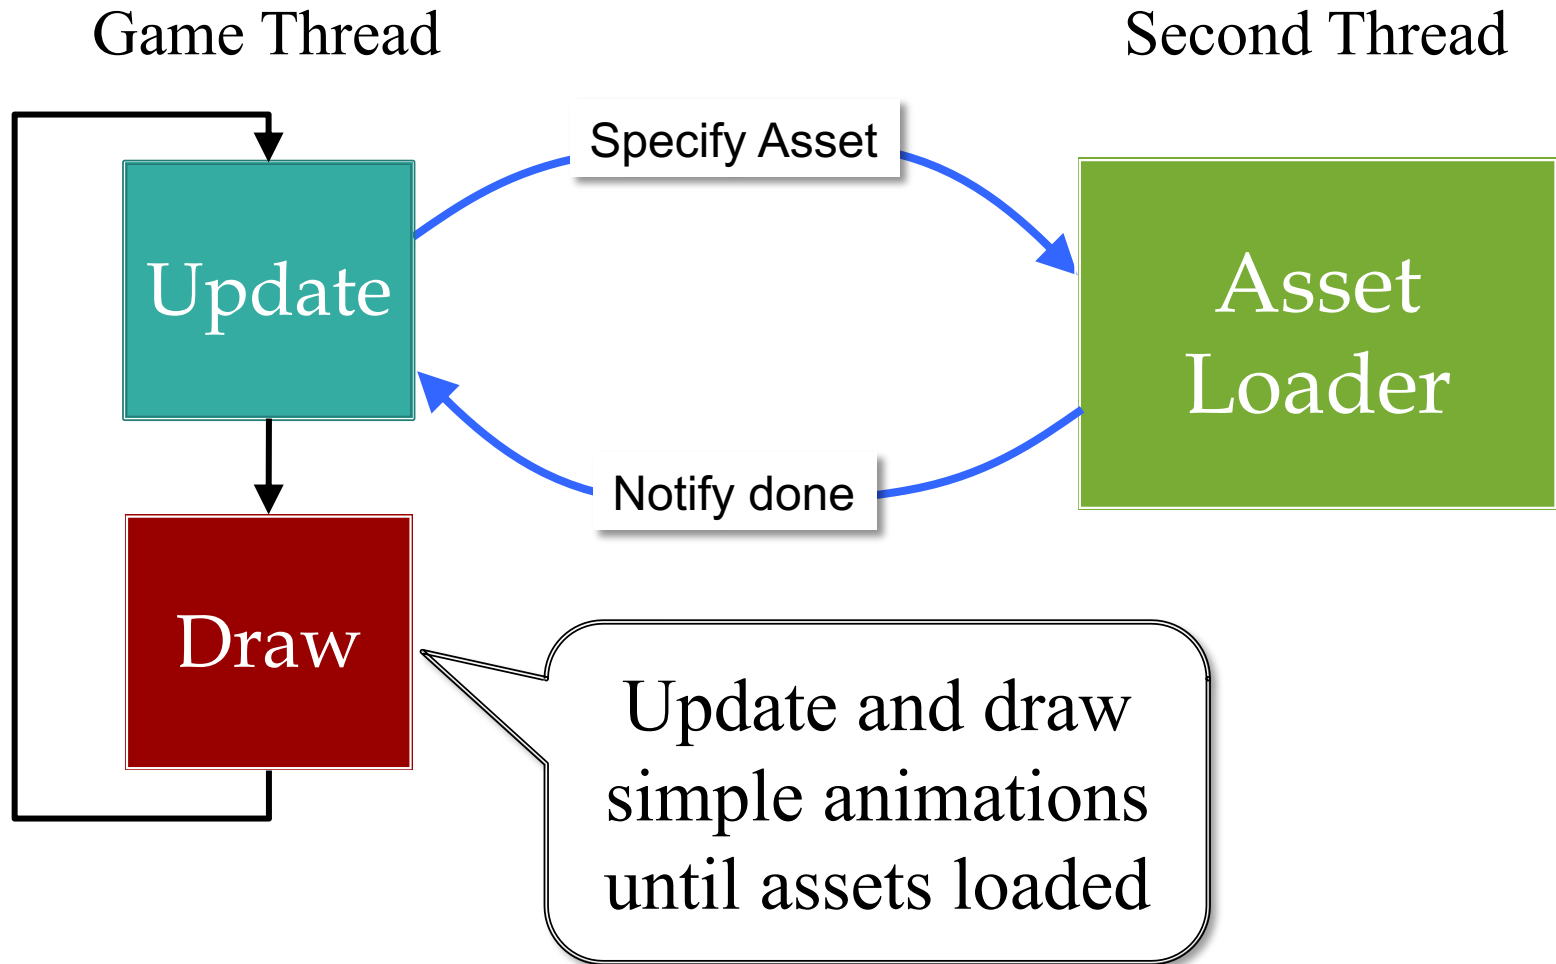 Game Thread
Second Thread
Specify Asset
Update
Asset
Loader
Notify done
Draw
Update and draw
simple animations
until assets loaded